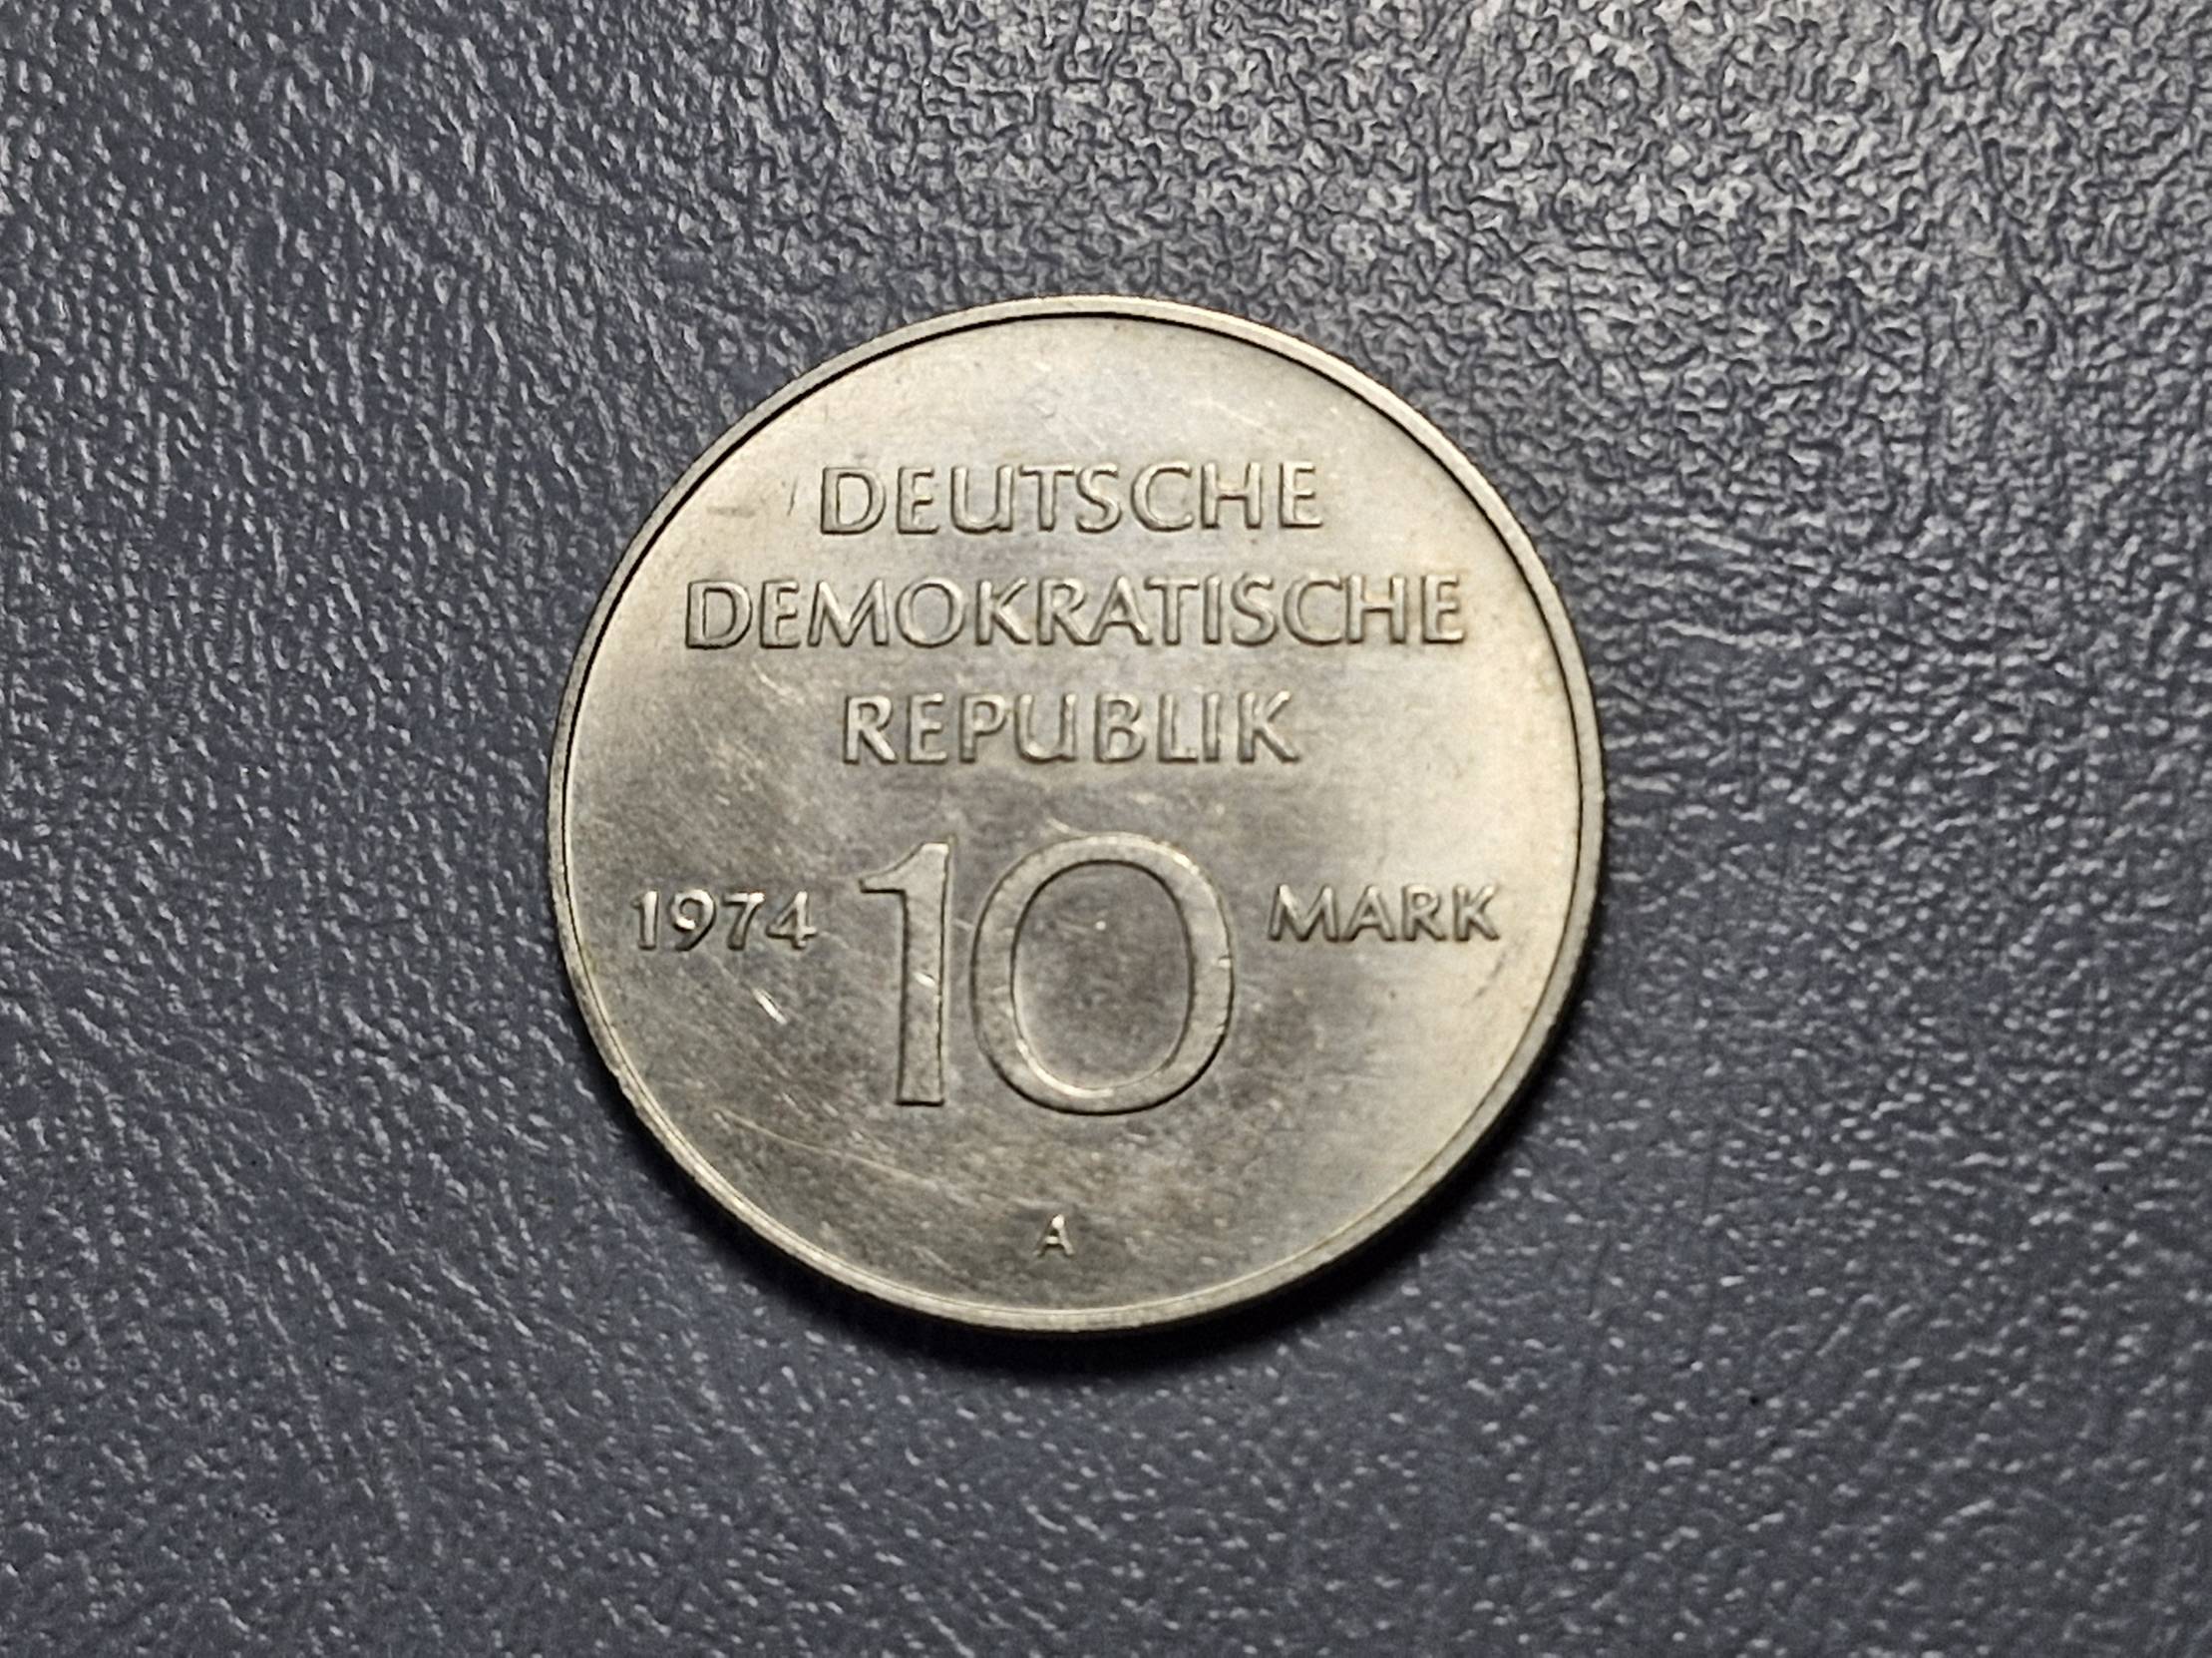 DEUTSCHE
DEMOKRATISCHE
REPUBLIK
1974 10 MARK
A